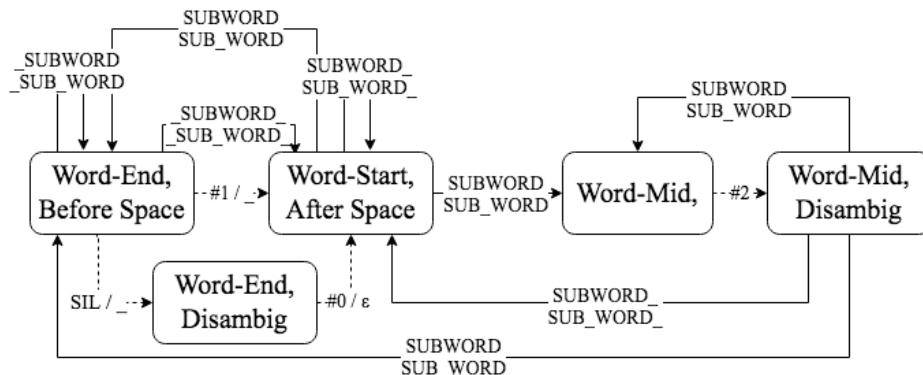 SUBWORD
SUB_WORD
_SUBWORD
_SUB_WORD
SUBWORD_
SUB_WORD_
_SUBWORD_
_SUB_WORD_
SUBWORD
SUB_WORD
Word-End,
Before Space
#1 / _
Word-Start,
After Space
SUBWORD
SUB_WORD
Word-Mid,
#2
Word-Mid,
Disambig
SIL / _
Word-End,
Disambig
#0 / ε
SUBWORD_
SUB_WORD_
SUBWORD
SUB_WORD